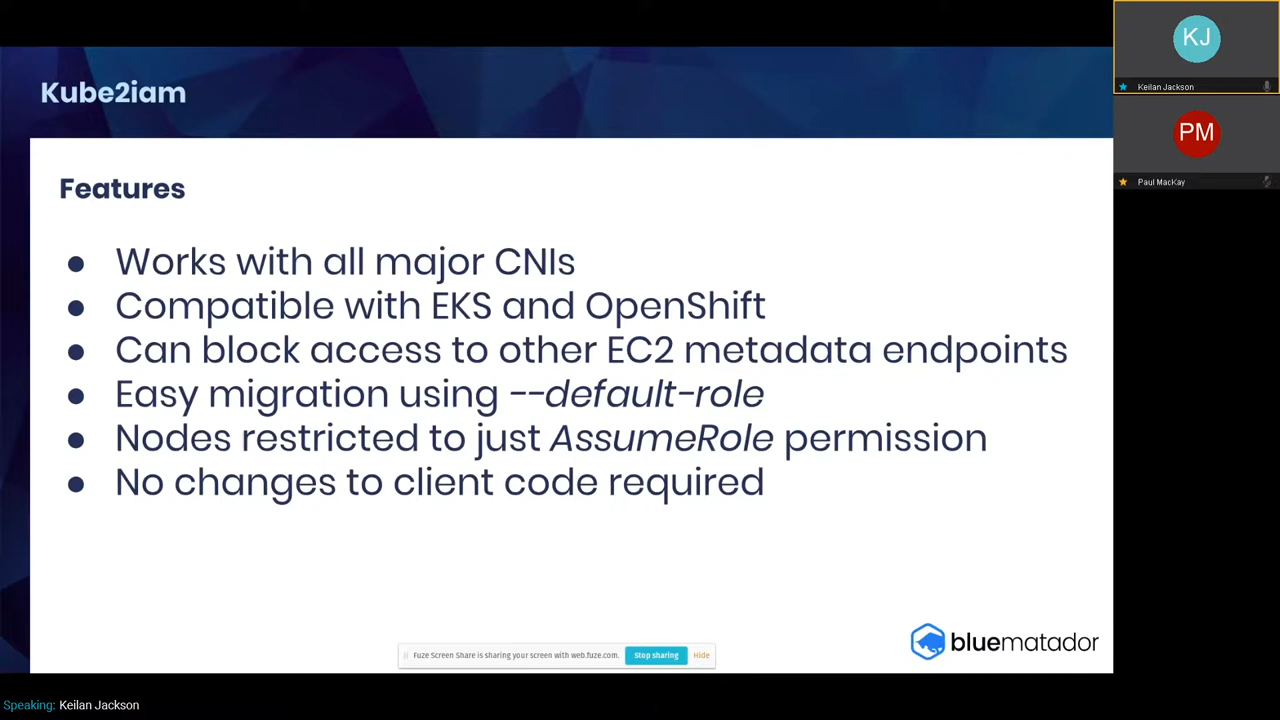 Kube2iam
Features
● Works with all major CNIs
● Compatible with EKS and OpenShift
● Can block access to other EC2 metadata endpoints
● Easy migration using --default-role
● Nodes restricted to just AssumeRole permission
● No changes to client code required
bluematador
Fuze Screen Share is sharing your screen with web.fuze.com. Stop sharing Hide
KJ
Keilan Jackson
PM
Paul MacKay
Speaking: Keilan Jackson